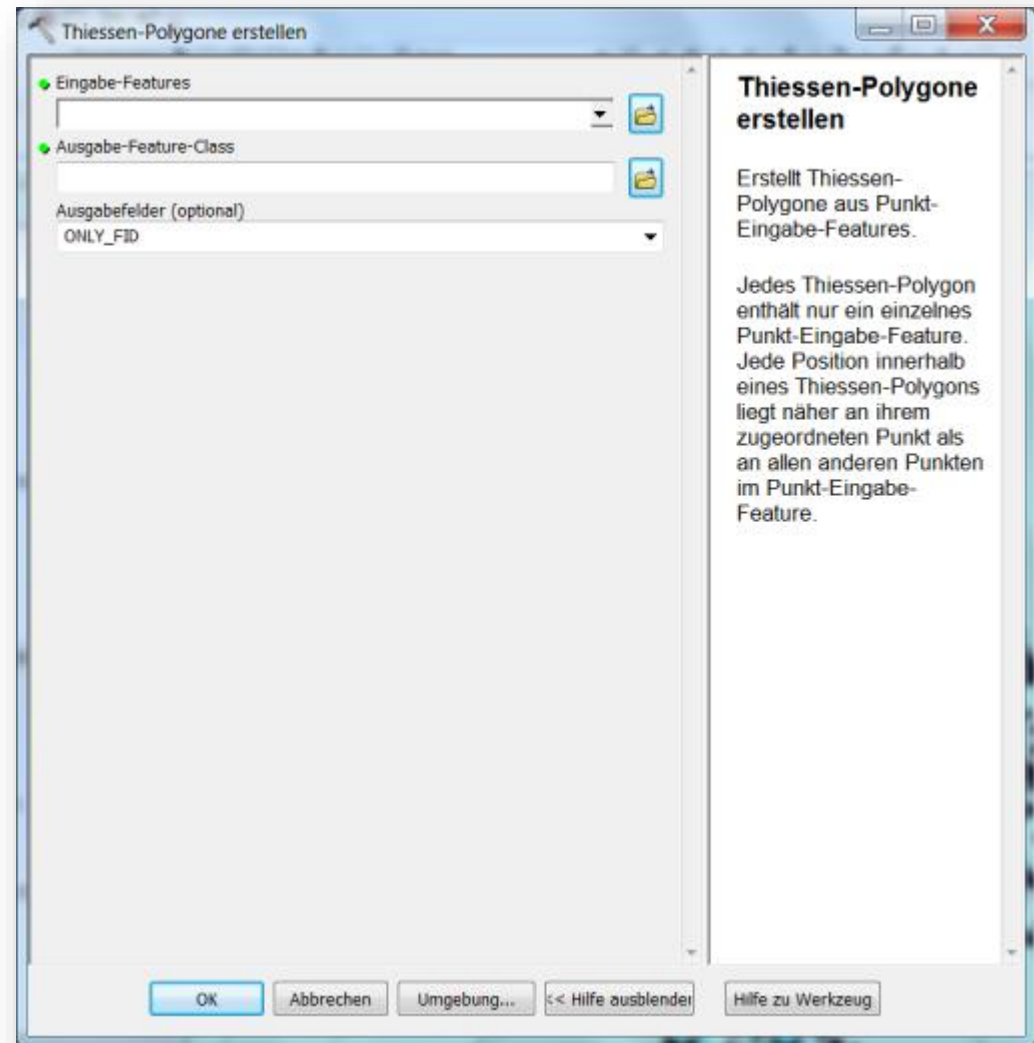 Thiessen-Polygone erstellen
Eingabe-Features
Ausgabe-Feature-Class
Ausgabefelder (optional)
ONLY_FID
Thiessen-Polygone
erstellen
Erstellt Thiessen-
Polygone aus Punkt-
Eingabe-Features.
Jedes Thiessen-Polygon
enthält nur ein einzelnes
Punkt-Eingabe-Feature.
Jede Position innerhalb
eines Thiessen-Polygons
liegt näher an ihrem
zugeordneten Punkt als
an allen anderen Punkten
im Punkt-Eingabe-
Feature.
OK
Abbrechen
Umgebung...
<< Hilfe ausblenden
Hilfe zu Werkzeug